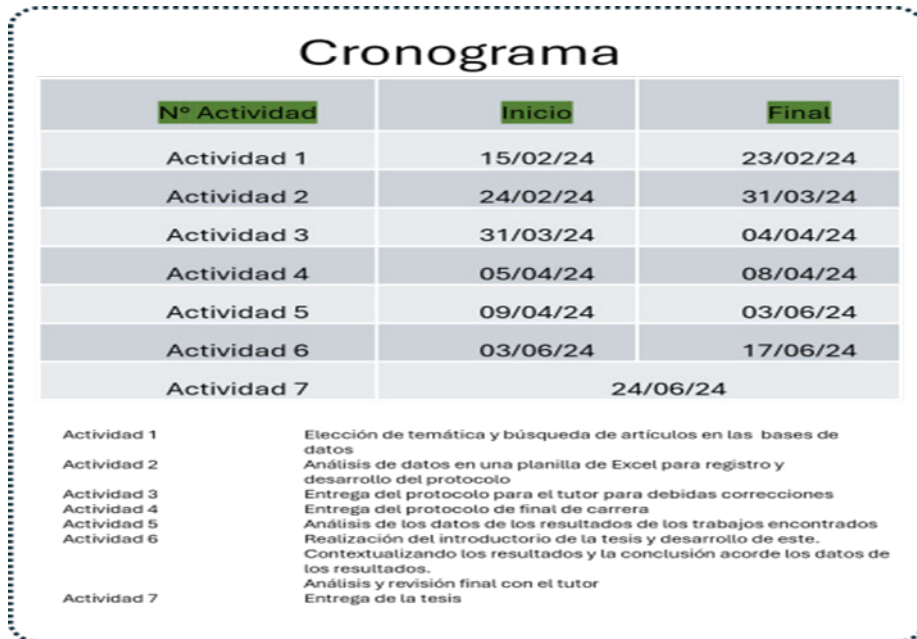 Cronograma
Nº Actividad Inicio Final
Actividad 1 15/02/24 23/02/24
Actividad 2 24/02/24 31/03/24
Actividad 3 31/03/24 04/04/24
Actividad 4 05/04/24 08/04/24
Actividad 5 09/04/24 03/06/24
Actividad 6 03/06/24 17/06/24
Actividad 7 24/06/24
Actividad 1 Elección de temática y búsqueda de artículos en las bases de
datos
Actividad 2 Análisis de datos en una planilla de Excel para registro y
desarrollo del protocolo
Actividad 3 Entrega del protocolo para el tutor para debidas correcciones
Actividad 4 Entrega del protocolo de final de carrera
Actividad 5 Análisis de los datos de los resultados de los trabajos encontrados
Actividad 6 Realización del introductorio de la tesis y desarrollo de este.
Contextualizando los resultados y la conclusión acorde los datos de
los resultados.
Análisis y revisión final con el tutor
Actividad 7 Entrega de la tesis